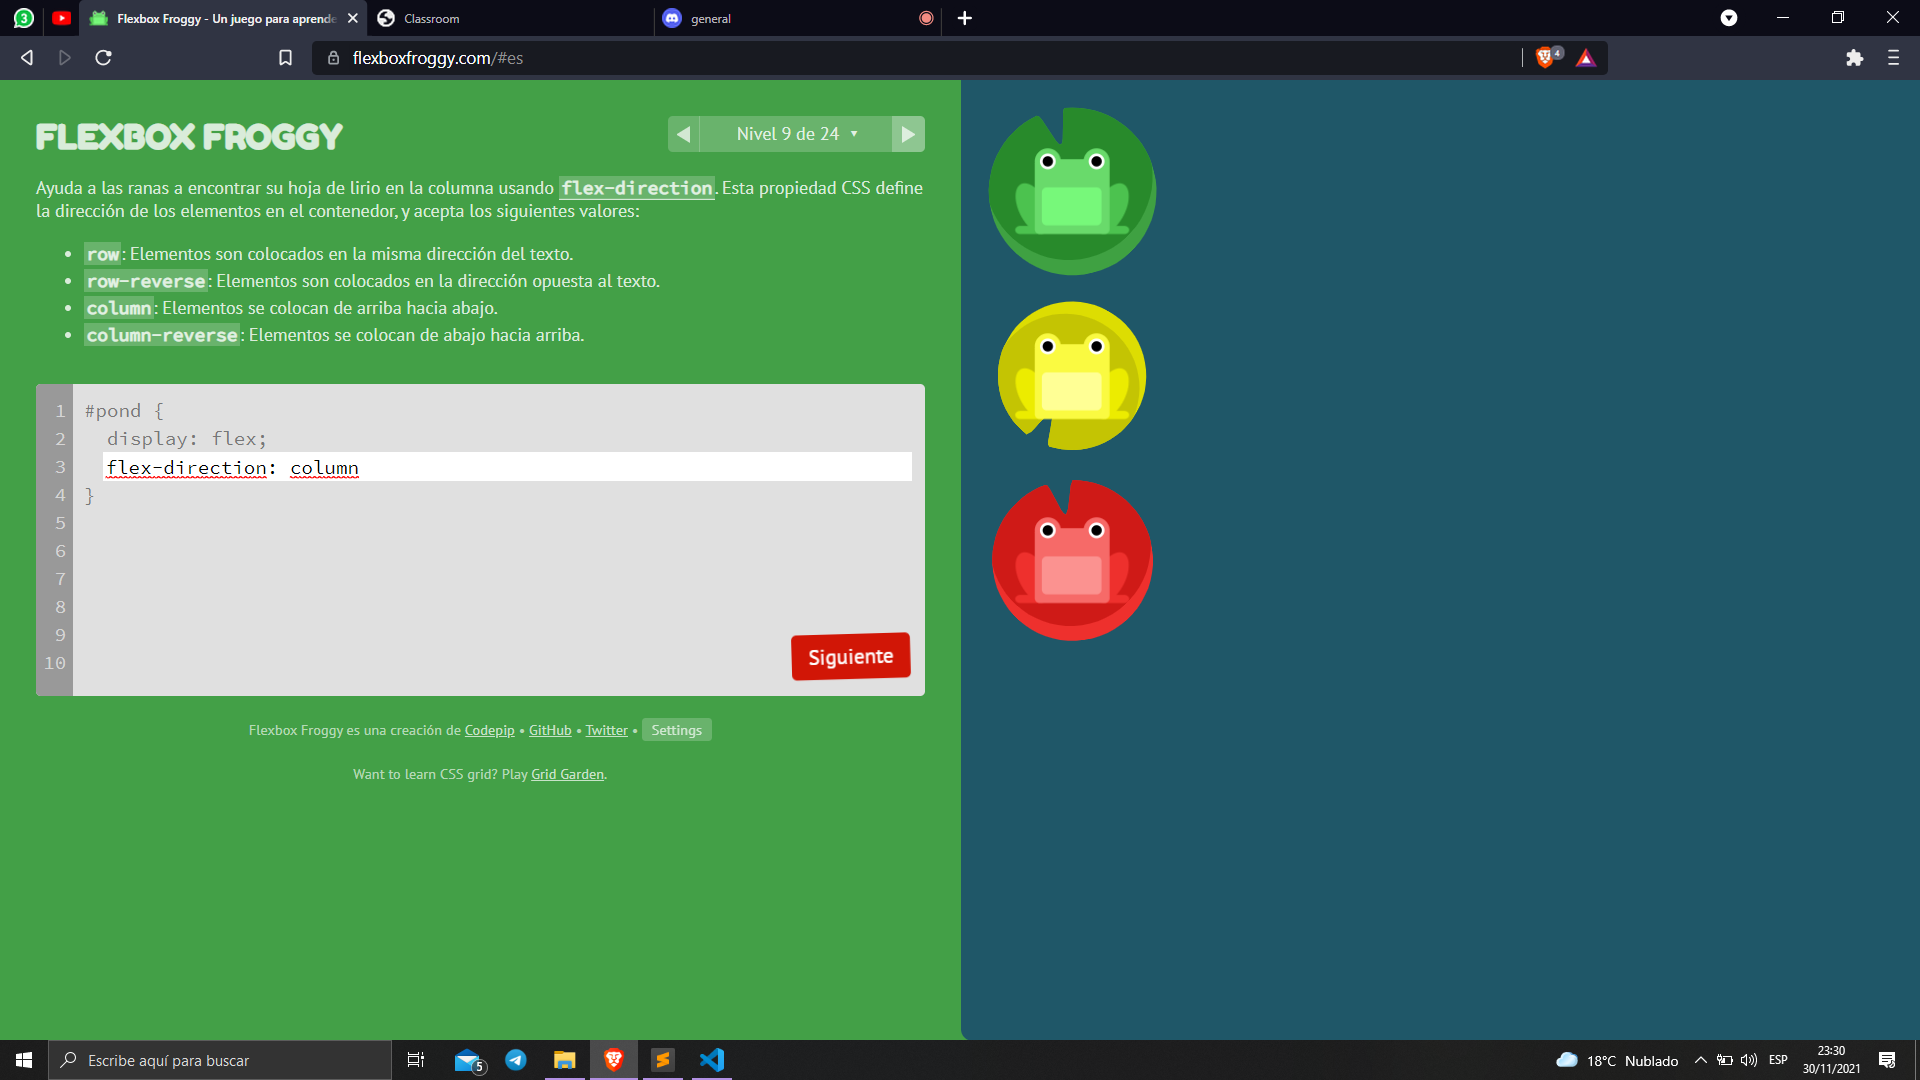 3
Flexbox Froggy - Un juego para aprende
Classroom
general
flexboxfroggy.com/#es
4
FLEXBOX FROGGY
Nivel 9 de 24
Ayuda a las ranas a encontrar su hoja de lirio en la columna usando flex-direction. Esta propiedad CSS define
la dirección de los elementos en el contenedor, y acepta los siguientes valores:
row: Elementos son colocados en la misma dirección del texto.
row-reverse: Elementos son colocados en la dirección opuesta al texto.
column: Elementos se colocan de arriba hacia abajo.
column-reverse: Elementos se colocan de abajo hacia arriba.
1 #pond {
2 display: flex;
3 flex-direction: column
4 }
5
6
7
8
9
10
Siguiente
Flexbox Froggy es una creación de Codepip • GitHub • Twitter • Settings
Want to learn CSS grid? Play Grid Garden.
Escribe aquí para buscar
5
18°C Nublado
ESP
23:30
30/11/2021